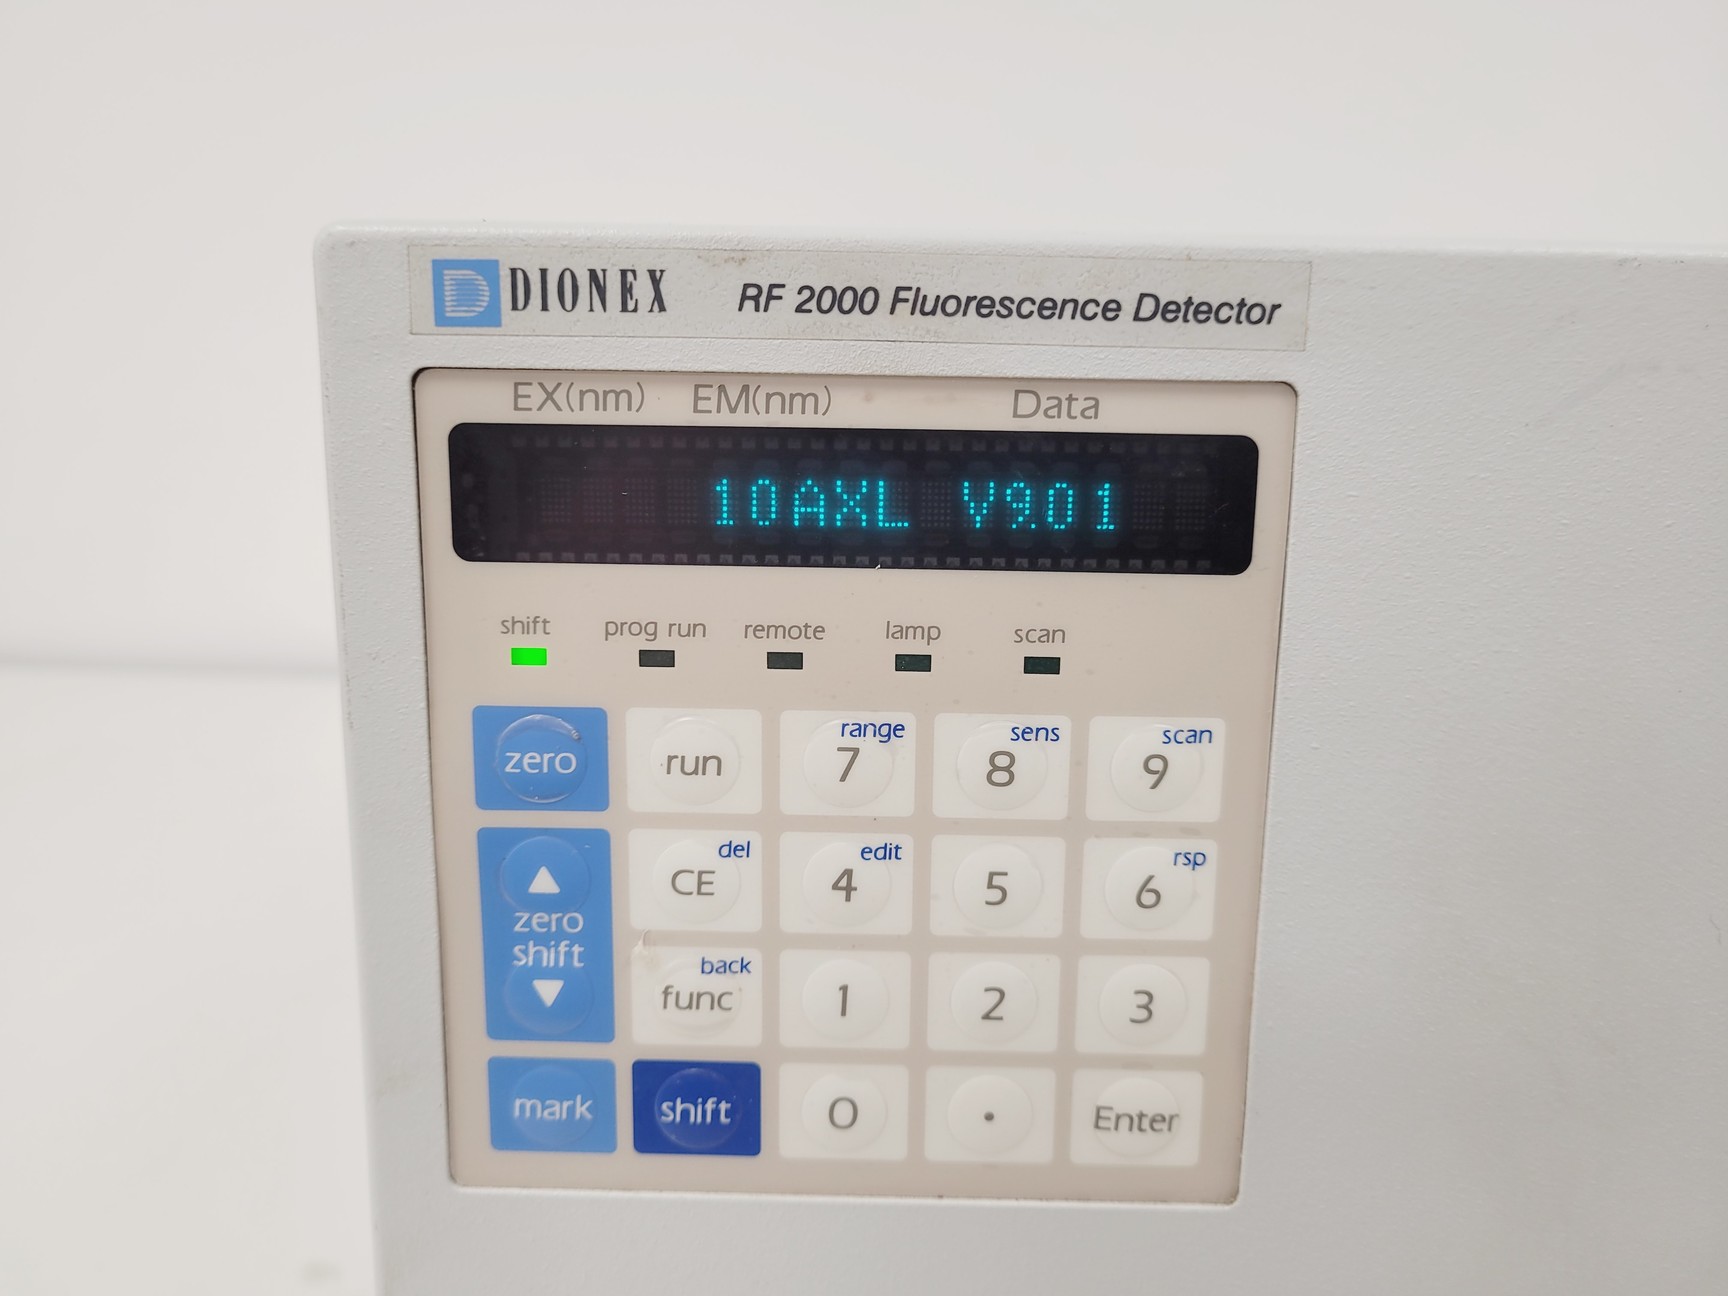 DIONEX RF 2000 Fluorescence Detector
EX(nm) EM(nm) Data
10AXL V9.01
shift prog run remote lamp scan
zero run range 7 sens 8 scan 9
del CE edit 4 5 rsp 6
zero shift
back func 1 2 3
mark shift 0 . Enter